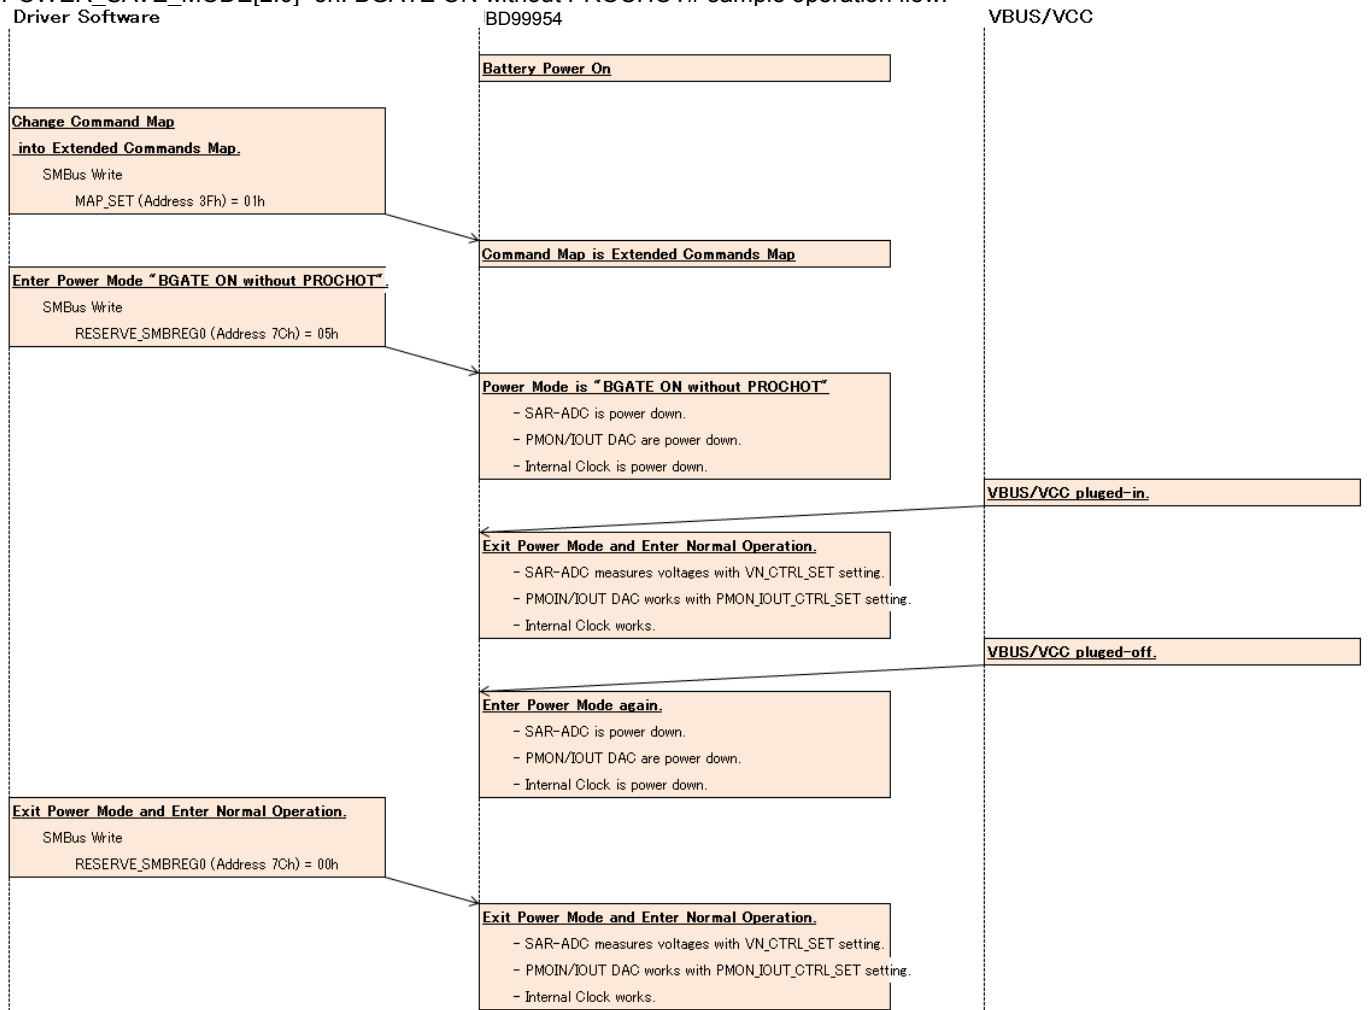 Driver Software
BD99954
VBUS/VCC
Battery Power On
Change Command Map
into Extended Commands Map.
SMBus Write
MAP_SET (Address 3Fh) = 01h
Command Map is Extended Commands Map
Enter Power Mode "BGATE ON without PROCHOT".
SMBus Write
RESERVE_SMBREG0 (Address 7Ch) = 05h
Power Mode is "BGATE ON without PROCHOT"
- SAR-ADC is power down.
- PMON/IOUT DAC are power down.
- Internal Clock is power down.
VBUS/VCC pluged-in.
Exit Power Mode and Enter Normal Operation.
- SAR-ADC measures voltages with VN_CTRL_SET setting.
- PMOIN/IOUT DAC works with PMON_IOUT_CTRL_SET setting.
- Internal Clock works.
VBUS/VCC pluged-off.
Enter Power Mode again.
- SAR-ADC is power down.
- PMON/IOUT DAC are power down.
- Internal Clock is power down.
Exit Power Mode and Enter Normal Operation.
SMBus Write
RESERVE_SMBREG0 (Address 7Ch) = 00h
Exit Power Mode and Enter Normal Operation.
- SAR-ADC measures voltages with VN_CTRL_SET setting.
- PMOIN/IOUT DAC works with PMON_IOUT_CTRL_SET setting.
- Internal Clock works.